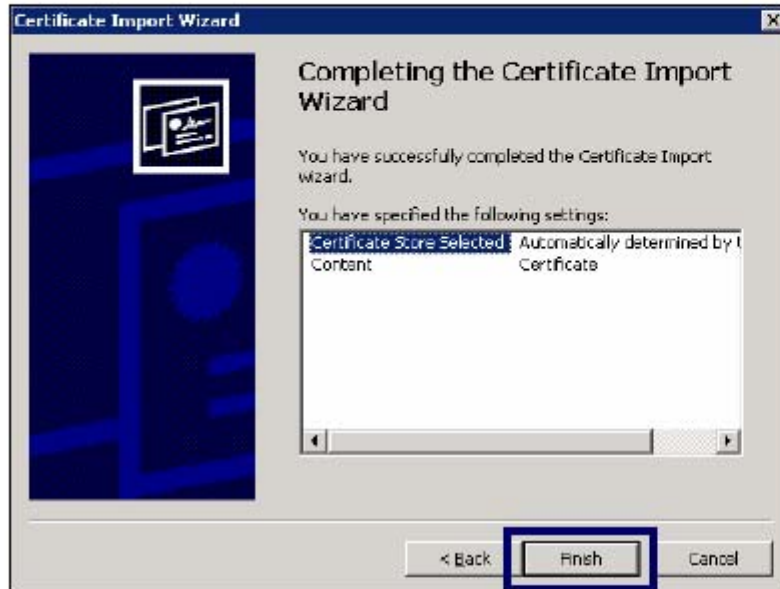 Certificate Import Wizard
Completing the Certificate Import
Wizard
You have successfully completed the Certificate Import
wizard.
You have specified the following settings:
Certificate Store Selected Automatically determined by t
Content Certificate
< Back Finish Cancel